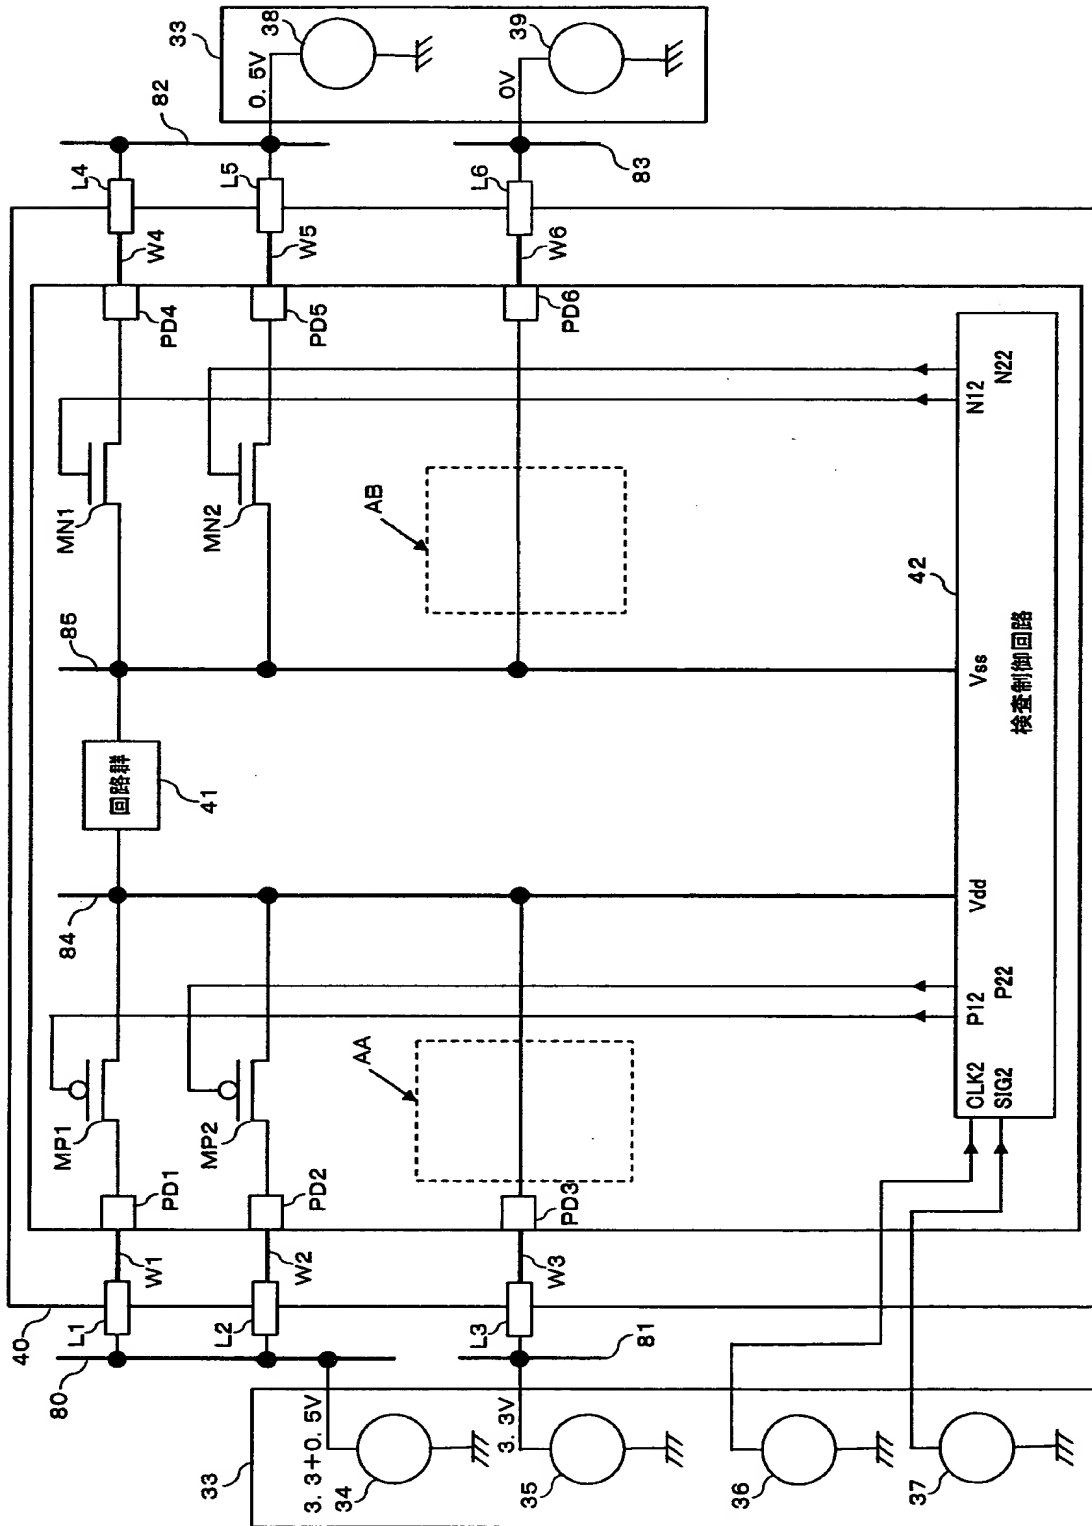 33
38
0. 5V
39
0V
82
83
L4
L5
L6
W4
W5
W6
PD4
PD5
PD6
MN1
MN2
AB
N12
N22
85
回路群
41
42
Vss
検査制御回路
84
Vdd
P12
P22
AA
CLK2
SIG2
MP1
MP2
PD1
PD2
PD3
W1
W2
W3
40
L1
L2
L3
80
81
33
3. 3+0. 5V
34
3. 3V
35
36
37